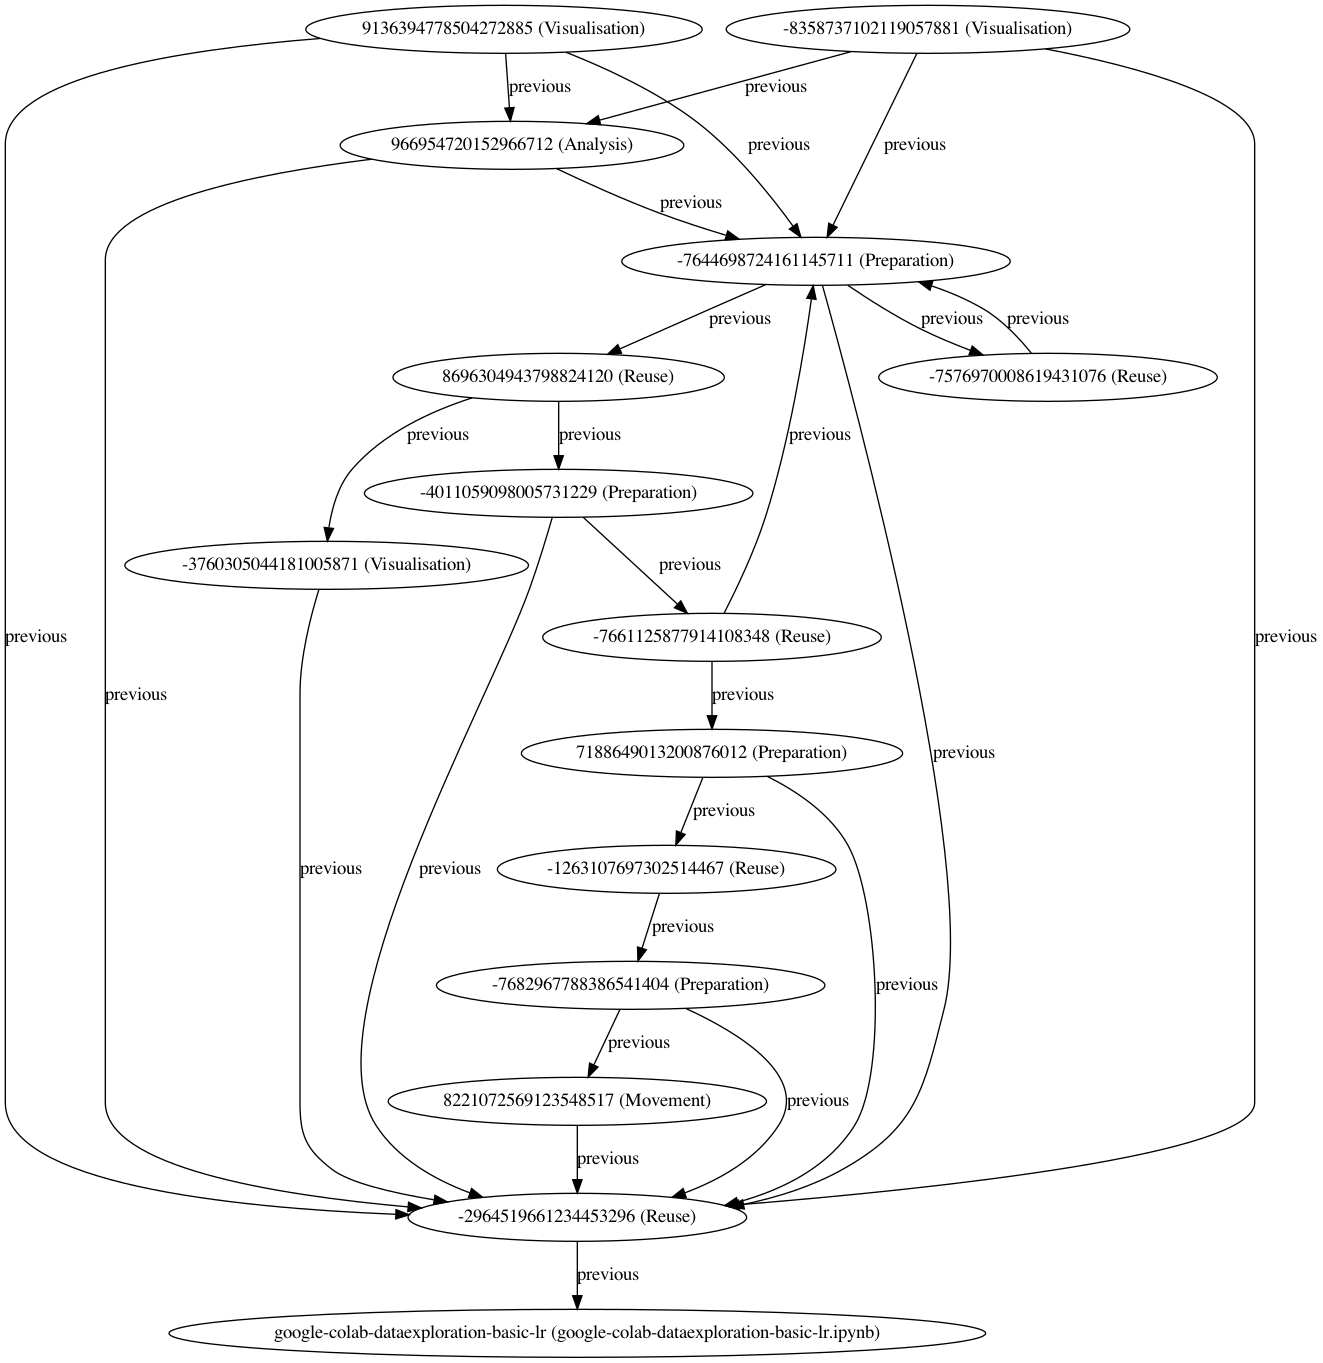 9136394778504272885 (Visualisation)
-8358737102119057881 (Visualisation)
previous
previous
966954720152966712 (Analysis)
previous
previous
previous
-7644698724161145711 (Preparation)
previous
previous
previous
8696304943798824120 (Reuse)
-7576970008619431076 (Reuse)
previous
previous
previous
-4011059098005731229 (Preparation)
-3760305044181005871 (Visualisation)
previous
previous
-7661125877914108348 (Reuse)
previous
previous
previous
7188649013200876012 (Preparation)
previous
previous
previous
previous
-1263107697302514467 (Reuse)
previous
-7682967788386541404 (Preparation)
previous
previous
8221072569123548517 (Movement)
previous
previous
-2964519661234453296 (Reuse)
previous
google-colab-dataexploration-basic-lr (google-colab-dataexploration-basic-lr.ipynb)